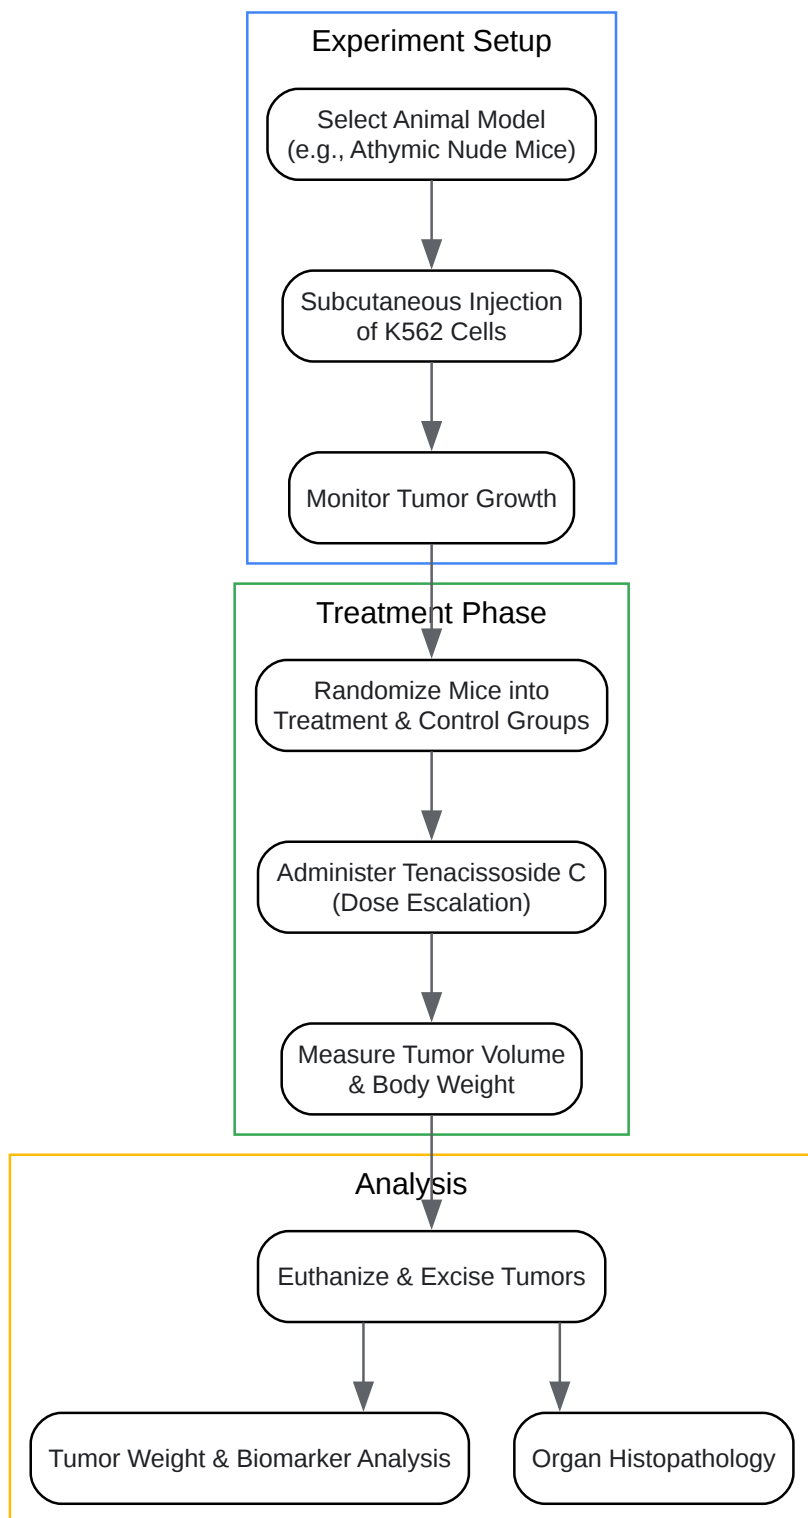 Experiment Setup
Select Animal Model
(e.g., Athymic Nude Mice)
Subcutaneous Injection
of K562 Cells
Monitor Tumor Growth
Treatment Phase
Randomize Mice into
Treatment & Control Groups
Administer Tenacissoside C
(Dose Escalation)
Measure Tumor Volume
& Body Weight
Analysis
Euthanize & Excise Tumors
Tumor Weight & Biomarker Analysis
Organ Histopathology